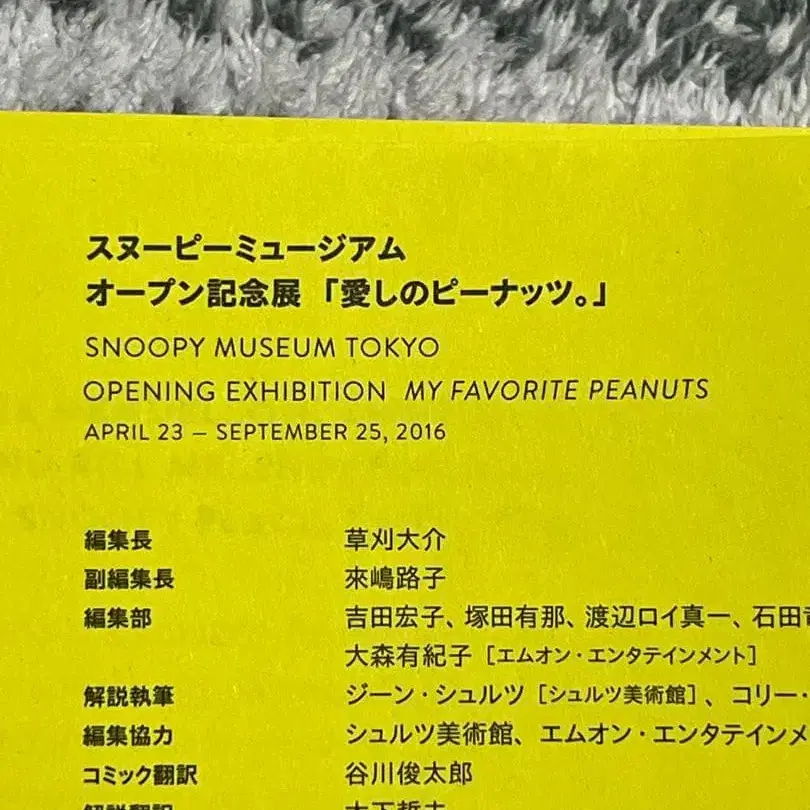 スヌーピーミュージアム
オープン記念展「愛しのピーナッツ。」
SNOOPY MUSEUM TOKYO
OPENING EXHIBITION MY FAVORITE PEANUTS
APRIL 23 – SEPTEMBER 25, 2016
編集長 草刈大介
副編集長 來嶋路子
編集部 吉田宏子、塚田有那、渡辺ロイ真一、石田
大森有紀子［エムオン・エンタテインメント］
解説執筆 ジーン・シュルツ［シュルツ美術館］、コリー・
編集協力 シュルツ美術館、エムオン・エンタテインメ
コミック翻訳 谷川俊太郎